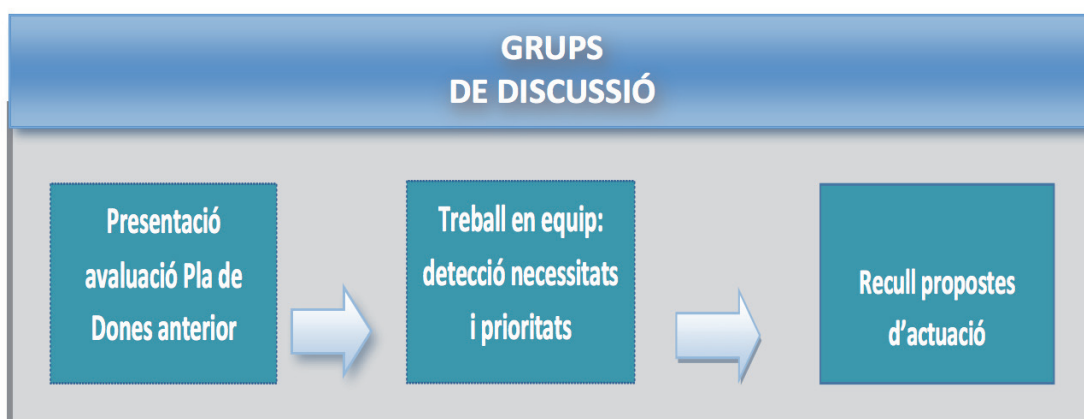 GRUPS
DE DISCUSSIÓ
Presentació
avaluació Pla de
Dones anterior
Treball en equip:
detecció necessitats
i prioritats
Recull propostes
d’actuació